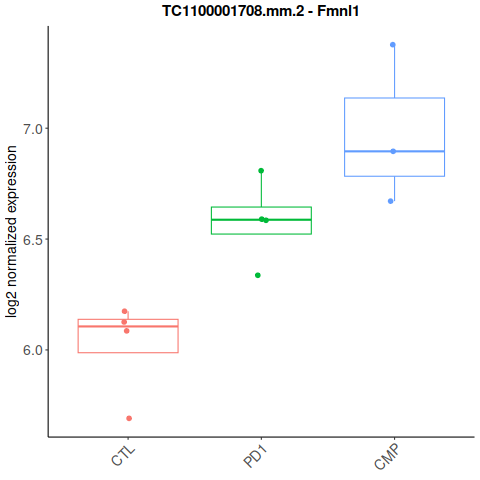 TC1100001708.mm.2 - Fmnl1
log2 normalized expression
7.0
6.5
6.0
CTL
PD1
CMP